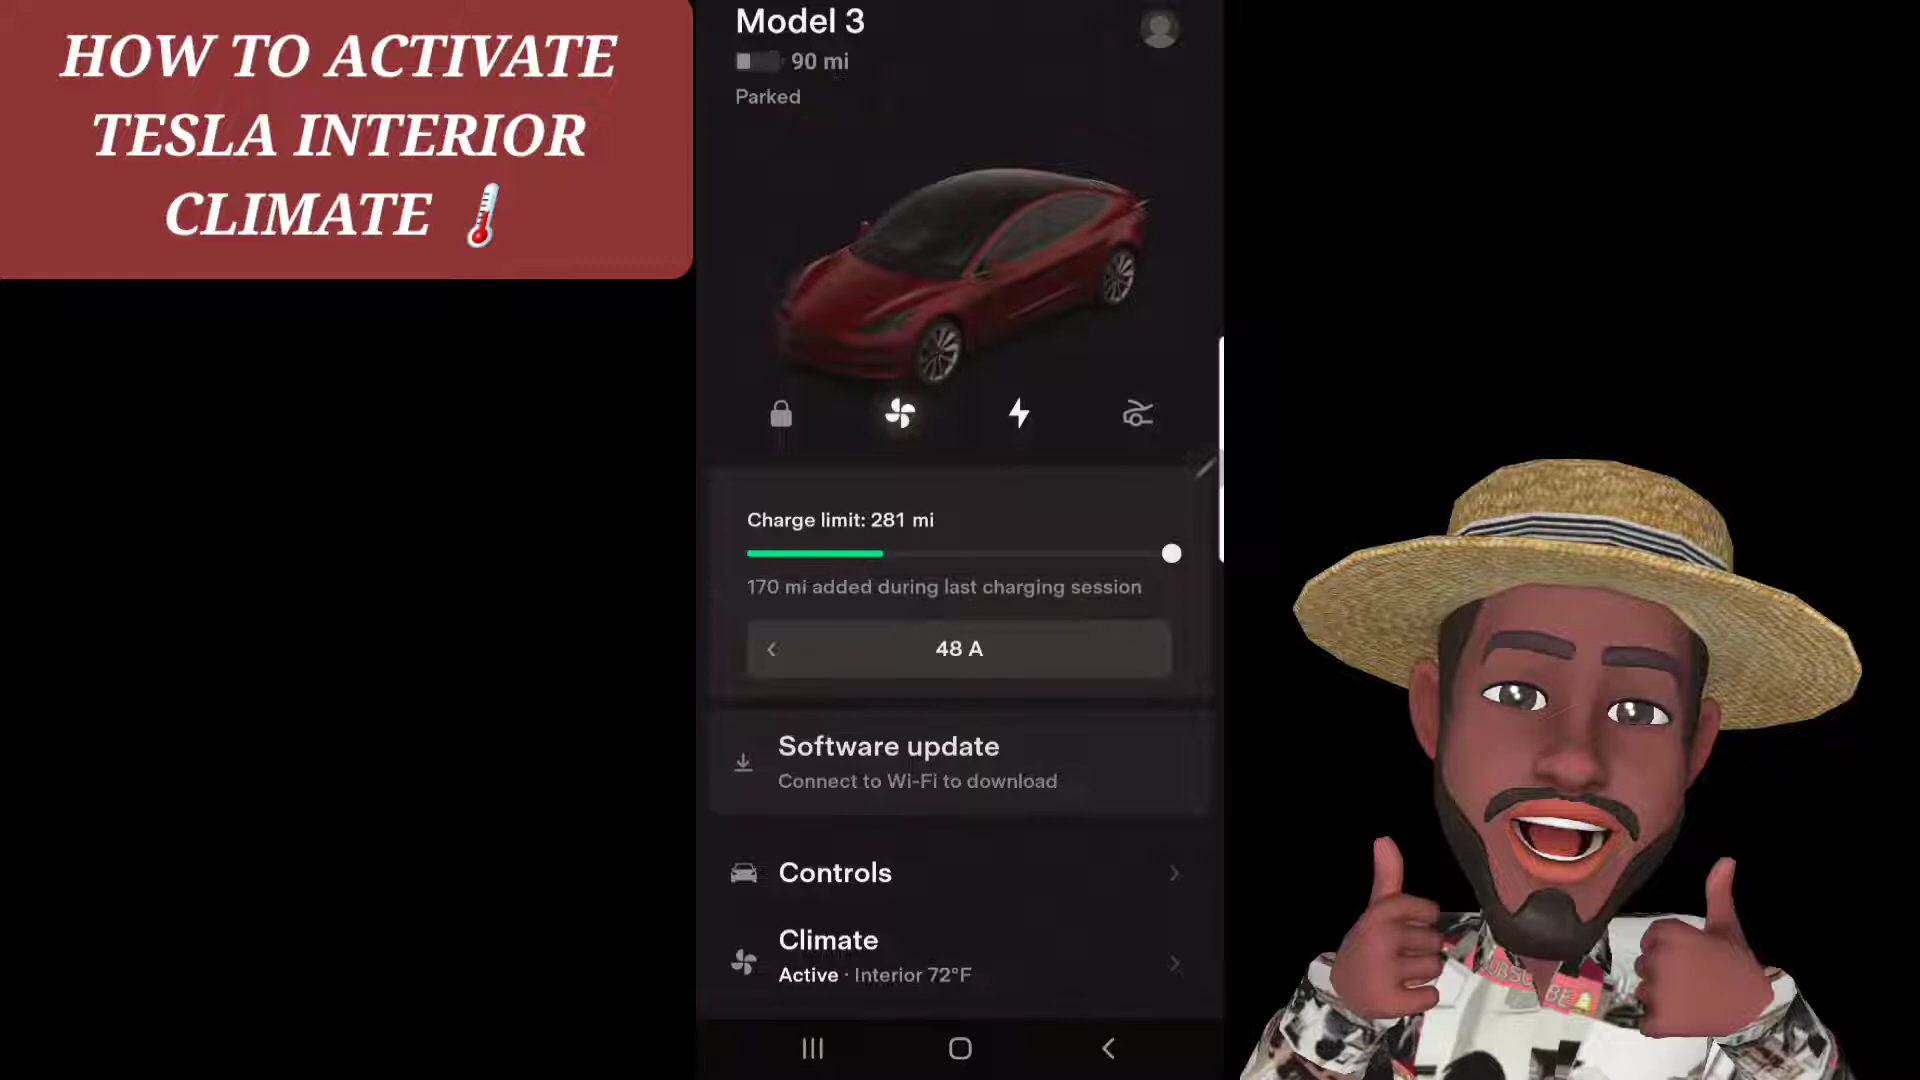 HOW TO ACTIVATE
TESLA INTERIOR
CLIMATE 🌡️
Model 3
90 mi
Parked
Charge limit: 281 mi
170 mi added during last charging session
48 A
Software update
Connect to Wi-Fi to download
Controls
Climate
Active · Interior 72°F